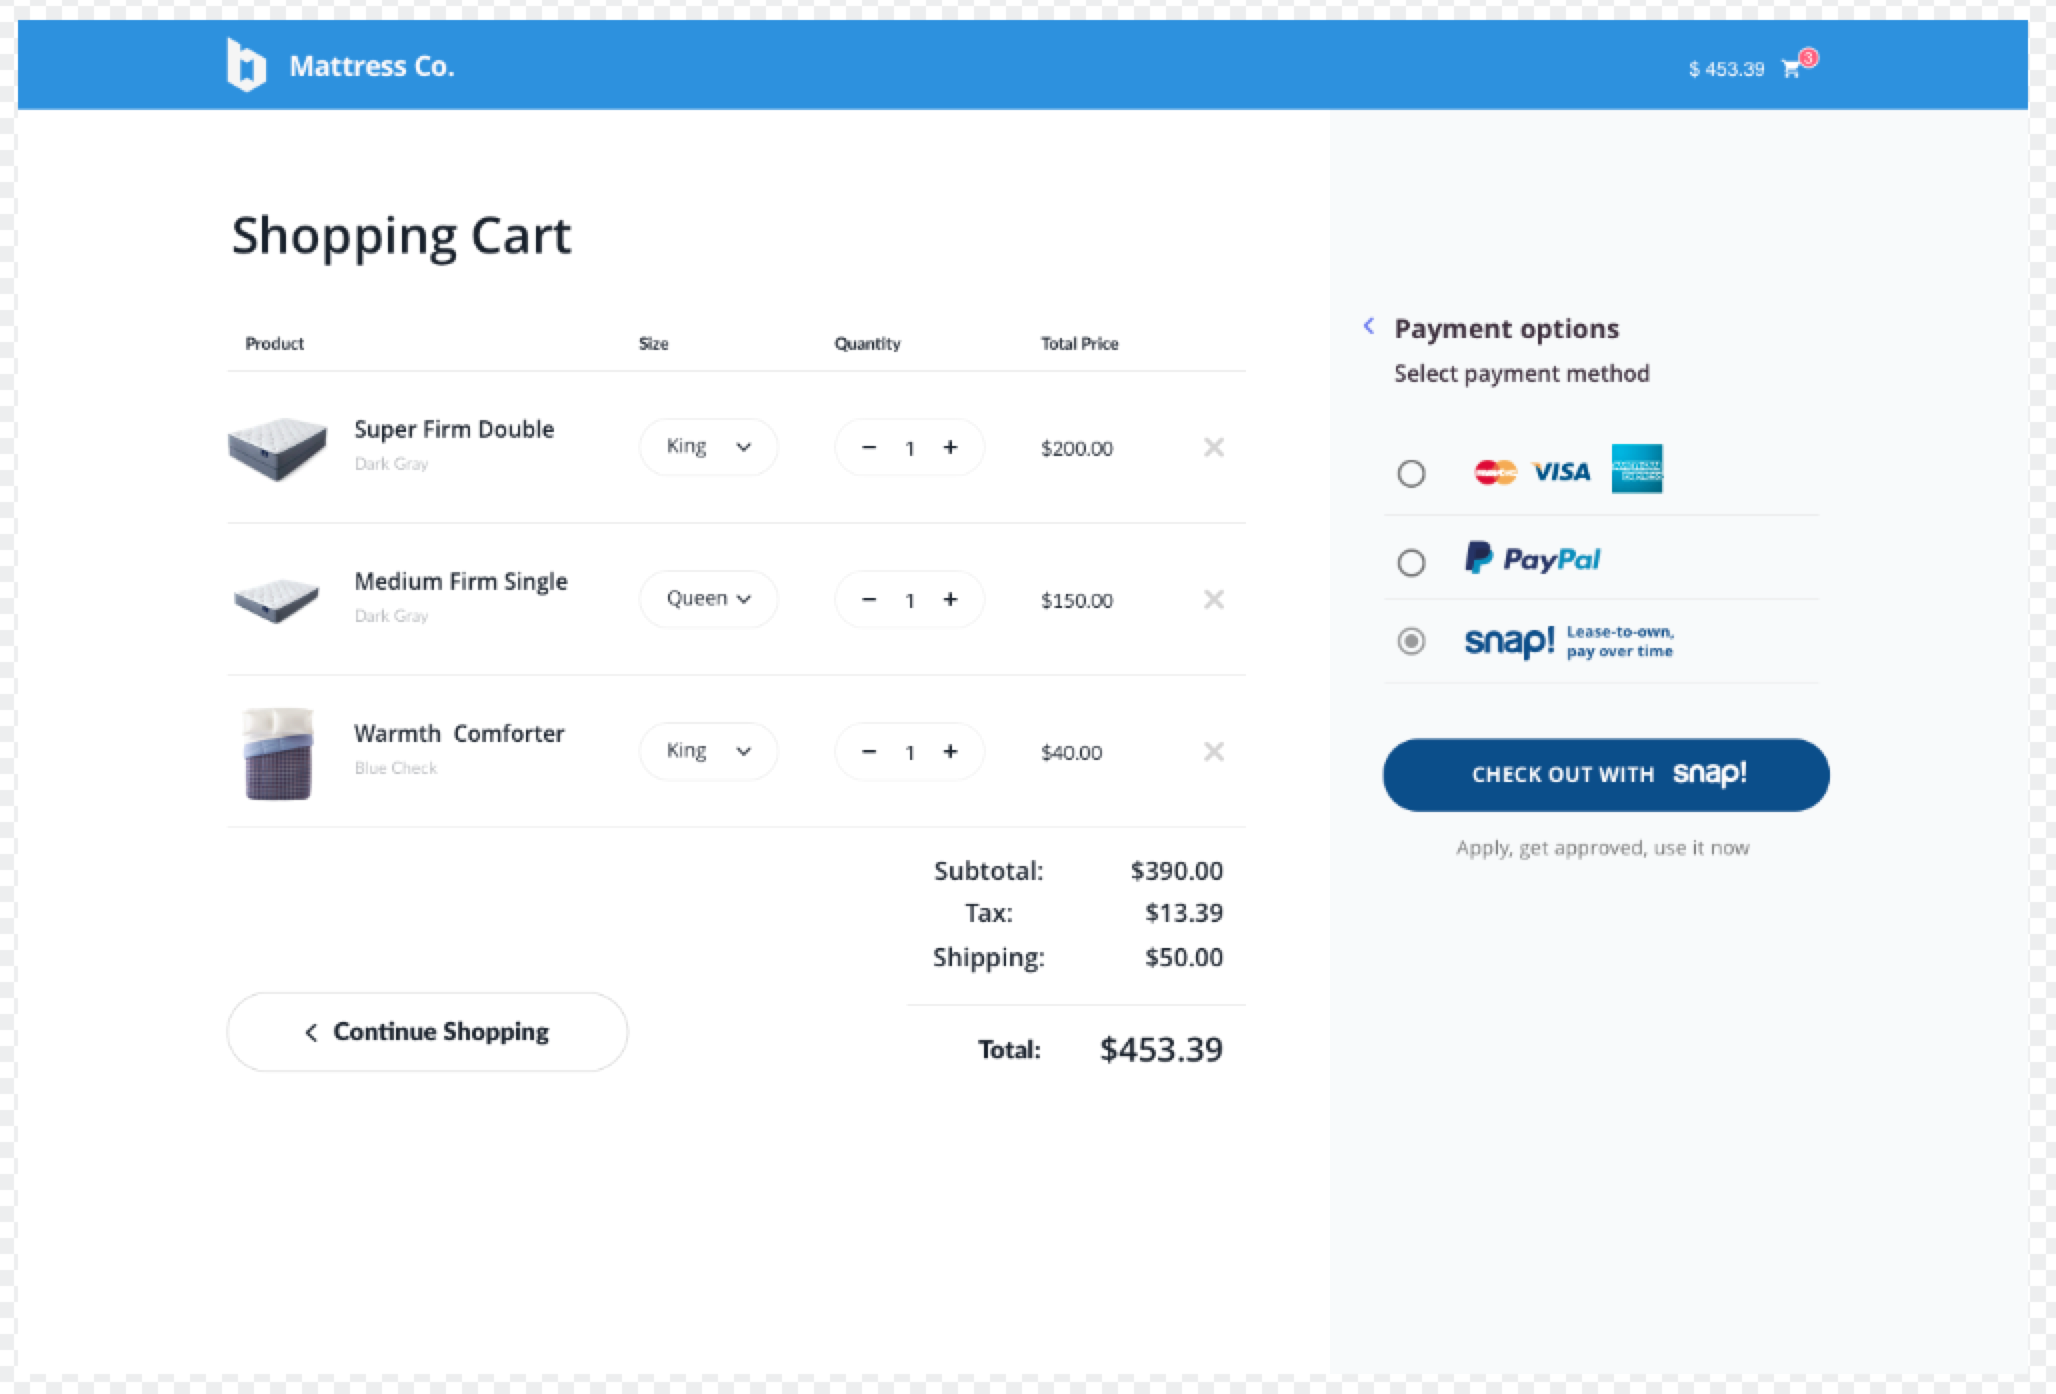 Mattress Co.
$ 453.39
3
Shopping Cart
Product Size Quantity Total Price
Super Firm Double
Dark Gray
King
− 1 +
$200.00
Medium Firm Single
Dark Gray
Queen
− 1 +
$150.00
Warmth Comforter
Blue Check
King
− 1 +
$40.00
Subtotal: $390.00
Tax: $13.39
Shipping: $50.00
Total: $453.39
Continue Shopping
Payment options
Select payment method
VISA
PayPal
snap! Lease-to-own,
pay over time
CHECK OUT WITH snap!
Apply, get approved, use it now